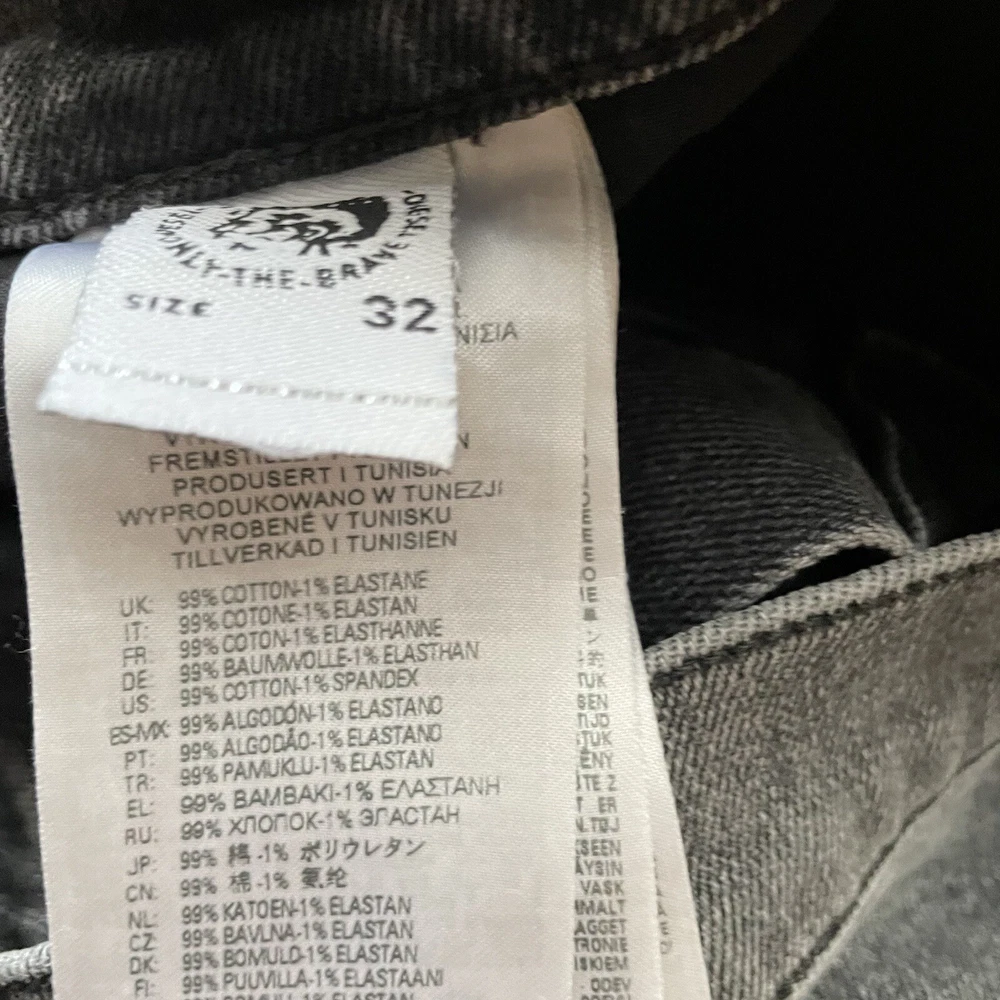 DIESEL
ONLY-THE-BRAVE
DIESEL
SIZE 32
ΝΙΣΙΑ
PRODUSERT I TUNISIA
WYPRODUKOWANO W TUNEZJI
VYROBENÉ V TUNISKU
TILLVERKAD I TUNISIEN
UK: 99% COTTON-1% ELASTANE
IT: 99% COTONE-1% ELASTAN
FR: 99% COTON-1% ELASTHANNE
DE: 99% BAUMWOLLE-1% ELASTHAN
US: 99% COTTON-1% SPANDEX
ES-MX: 99% ALGODÓN-1% ELASTANO
PT: 99% ALGODÃO-1% ELASTANO
TR: 99% PAMUKLU-1% ELASTAN
EL: 99% ΒΑΜΒΑΚΙ-1% ΕΛΑΣΤΑΝΗ
RU: 99% ХЛОПОК-1% ЭЛАСТАН
JP: 99% 綿 -1% ポリウレタン
CN: 99% 棉 -1% 氨纶
NL: 99% KATOEN-1% ELASTAN
CZ: 99% BAVLNA-1% ELASTAN
DK: 99% BOMULD-1% ELASTAN
FI: 99% PUUVILLA-1% ELASTAANI